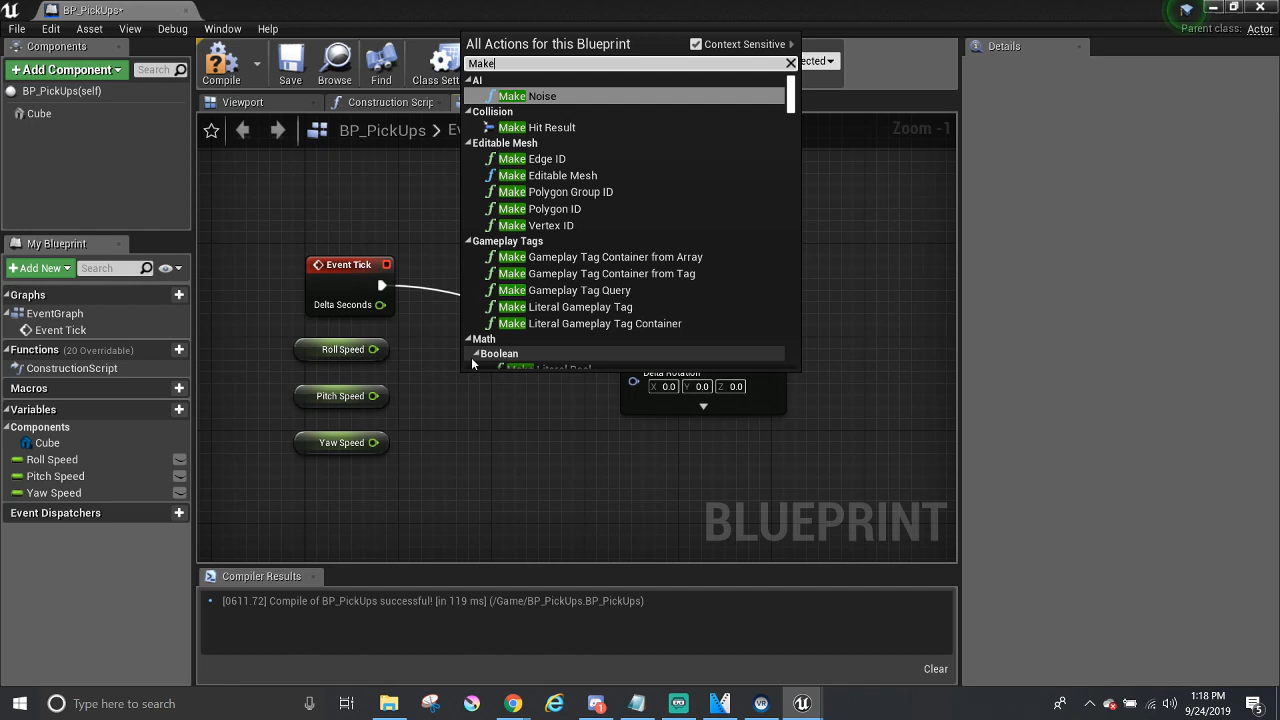 BP_PickUps*
File Edit Asset View Debug Window Help
Parent class: Actor
Components
+ Add Component
Search
BP_PickUps(self)
Cube
Compile
Save
Browse
Find
Class Sett
ected
Details
Viewport
Construction Scrip
BP_PickUps > Ev
Zoom -1
All Actions for this Blueprint
Context Sensitive
Make
AI
Make Noise
Collision
Make Hit Result
Editable Mesh
Make Edge ID
Make Editable Mesh
Make Polygon Group ID
Make Polygon ID
Make Vertex ID
Gameplay Tags
Make Gameplay Tag Container from Array
Make Gameplay Tag Container from Tag
Make Gameplay Tag Query
Make Literal Gameplay Tag
Make Literal Gameplay Tag Container
Math
Boolean
Make Literal Bool
My Blueprint
+ Add New
Search
Graphs
EventGraph
Event Tick
Functions (20 Overridable)
ConstructionScript
Macros
Variables
Components
Cube
Roll Speed
Pitch Speed
Yaw Speed
Event Dispatchers
Event Tick
Delta Seconds
Roll Speed
Pitch Speed
Yaw Speed
Delta Rotation
X 0.0 Y 0.0 Z 0.0
BLUEPRINT
Compiler Results
[0611.72] Compile of BP_PickUps successful! [in 119 ms] (/Game/BP_PickUps.BP_PickUps)
Clear
Type here to search
1:18 PM
9/24/2019